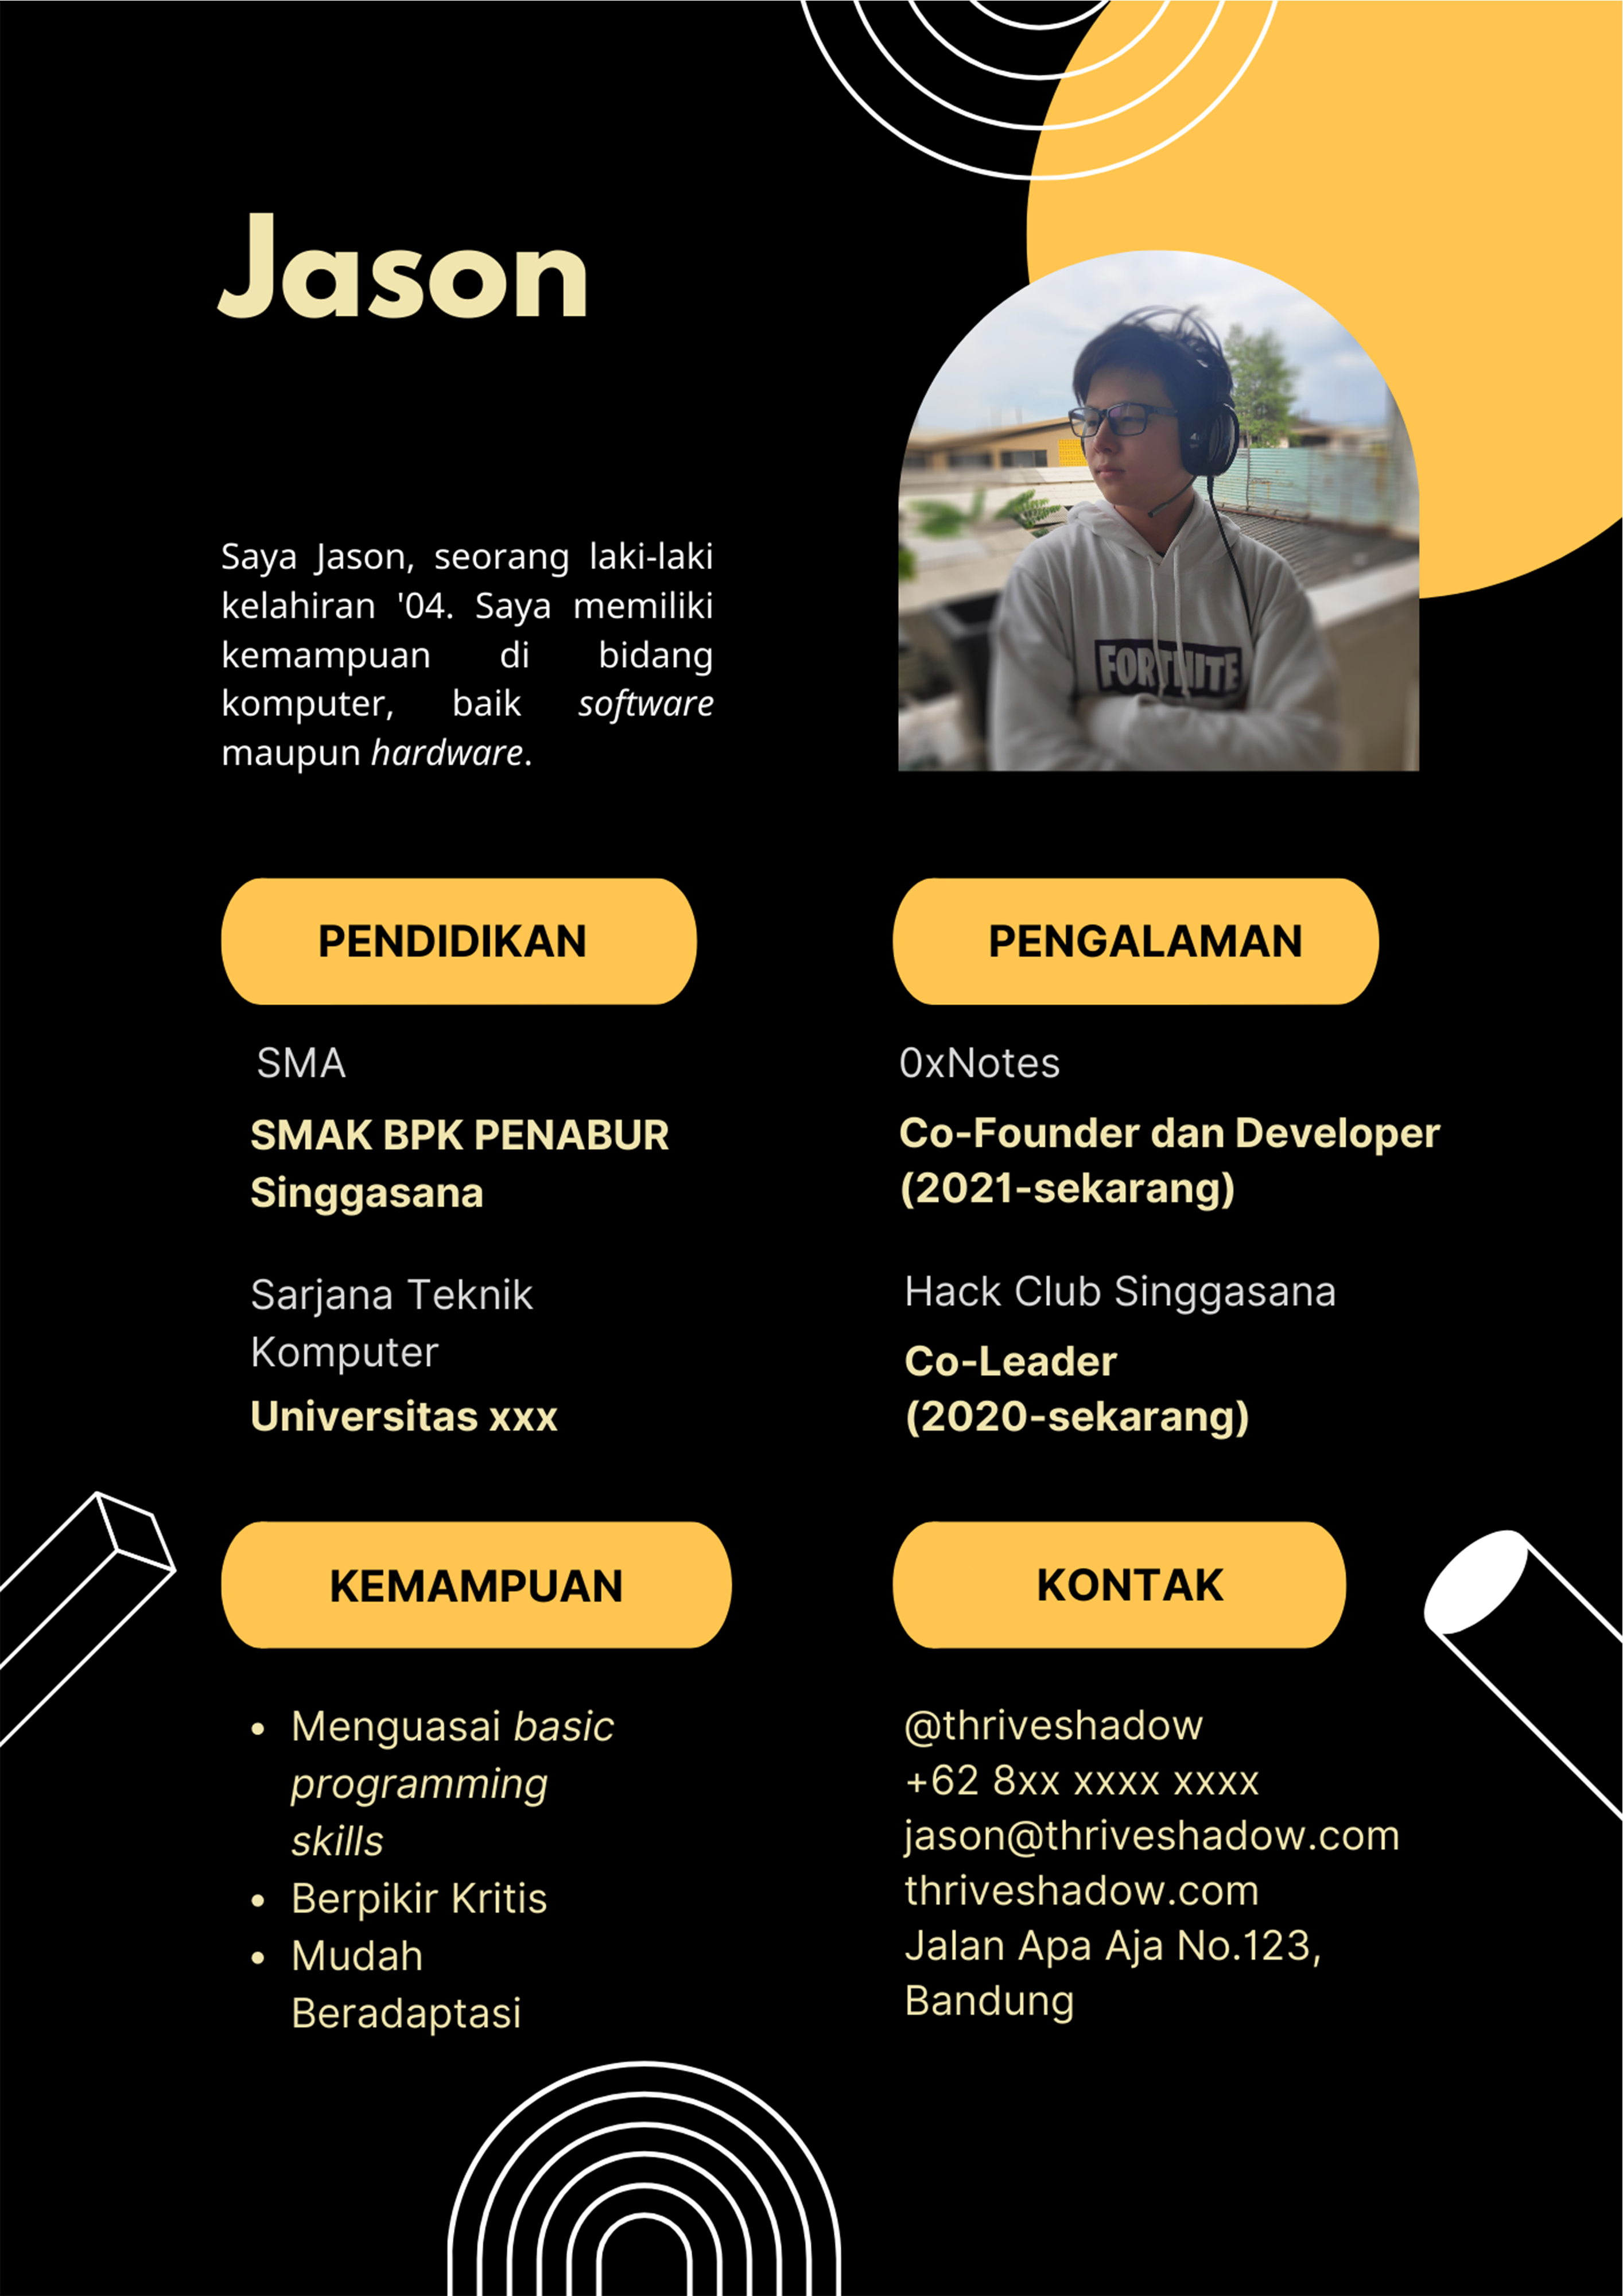 Jason
Saya Jason, seorang laki-laki
kelahiran '04. Saya memiliki
kemampuan di bidang
komputer, baik software
maupun hardware.
FORTNITE
PENDIDIKAN
SMA
SMAK BPK PENABUR
Singgasana
Sarjana Teknik
Komputer
Universitas xxx
PENGALAMAN
0xNotes
Co-Founder dan Developer
(2021-sekarang)
Hack Club Singgasana
Co-Leader
(2020-sekarang)
KEMAMPUAN
• Menguasai basic
programming
skills
• Berpikir Kritis
• Mudah
Beradaptasi
KONTAK
@thriveshadow
+62 8xx xxxx xxxx
jason@thriveshadow.com
thriveshadow.com
Jalan Apa Aja No.123,
Bandung